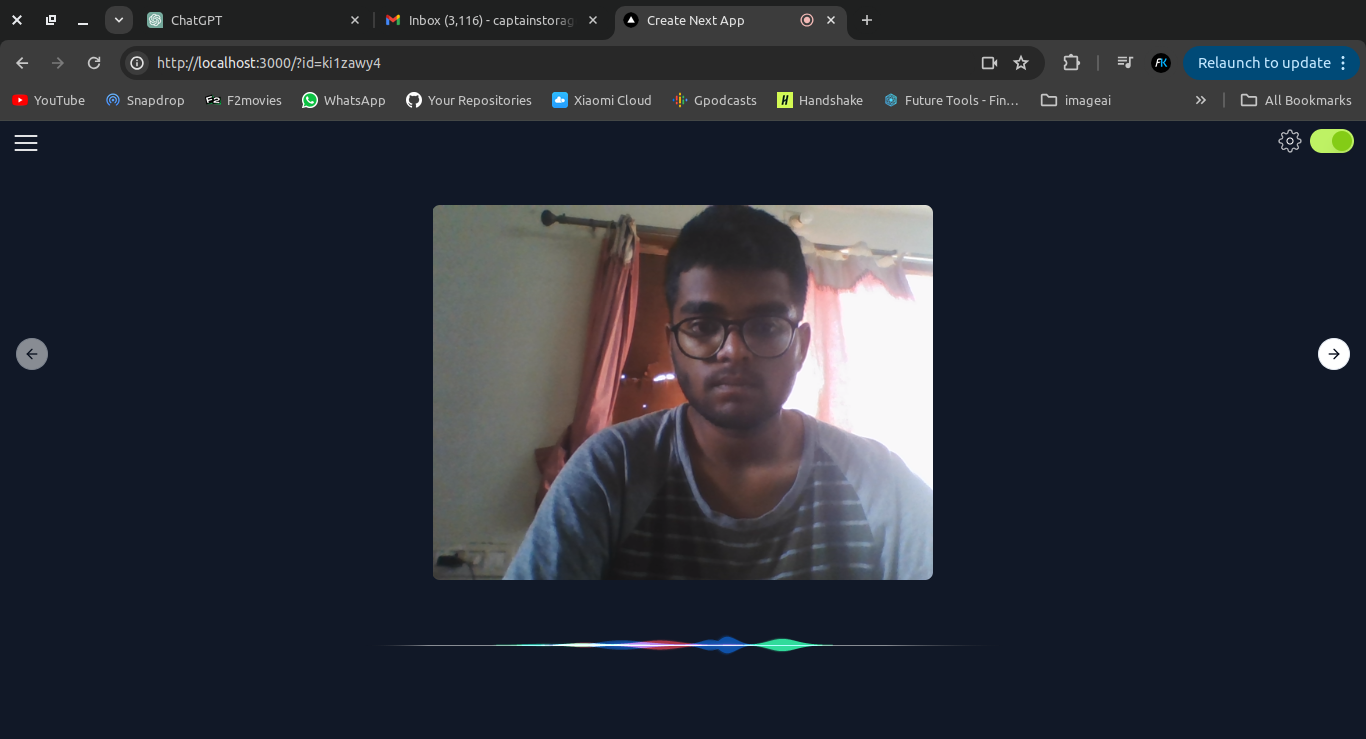 ChatGPT
Inbox (3,116) - captainstorag
Create Next App
http://localhost:3000/?id=ki1zawy4
FK
Relaunch to update
YouTube
Snapdrop
F2 F2movies
WhatsApp
Your Repositories
Xiaomi Cloud
Gpodcasts
Handshake
Future Tools - Fin…
imageai
All Bookmarks